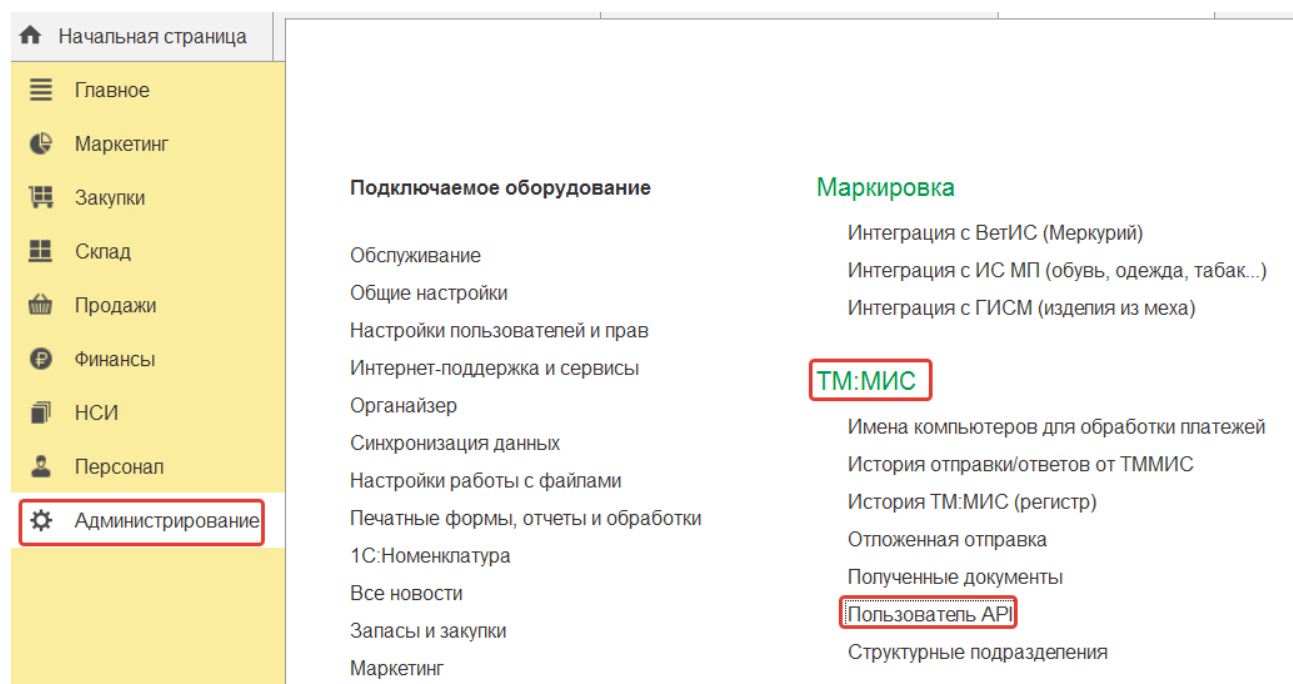 Начальная страница
Главное
Маркетинг
Закупки
Склад
Продажи
Финансы
НСИ
Персонал
Администрирование
Подключаемое оборудование
Обслуживание
Общие настройки
Настройки пользователей и прав
Интернет-поддержка и сервисы
Органайзер
Синхронизация данных
Настройки работы с файлами
Печатные формы, отчеты и обработки
1С:Номенклатура
Все новости
Запасы и закупки
Маркетинг
Маркировка
Интеграция с ВетИС (Меркурий)
Интеграция с ИС МП (обувь, одежда, табак...)
Интеграция с ГИСМ (изделия из меха)
ТМ:МИС
Имена компьютеров для обработки платежей
История отправки/ответов от ТММИС
История ТМ:МИС (регистр)
Отложенная отправка
Полученные документы
Пользователь API
Структурные подразделения